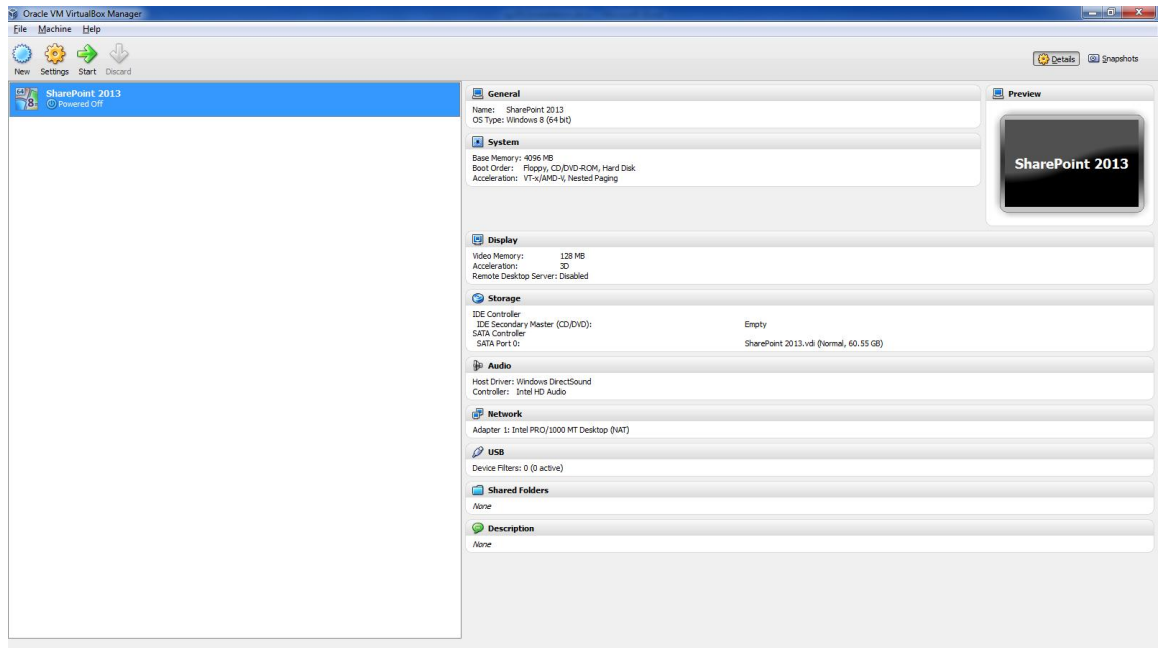 Oracle VM VirtualBox Manager
File Machine Help
New Settings Start Discard
Details Snapshots
64 8
SharePoint 2013
Powered Off
General
Name: SharePoint 2013
OS Type: Windows 8 (64 bit)
System
Base Memory: 4096 MB
Boot Order: Floppy, CD/DVD-ROM, Hard Disk
Acceleration: VT-x/AMD-V, Nested Paging
Preview
SharePoint 2013
Display
Video Memory: 128 MB
Acceleration: 3D
Remote Desktop Server: Disabled
Storage
IDE Controller
IDE Secondary Master (CD/DVD): Empty
SATA Controller
SATA Port 0: SharePoint 2013.vdi (Normal, 60.55 GB)
Audio
Host Driver: Windows DirectSound
Controller: Intel HD Audio
Network
Adapter 1: Intel PRO/1000 MT Desktop (NAT)
USB
Device Filters: 0 (0 active)
Shared Folders
None
Description
None